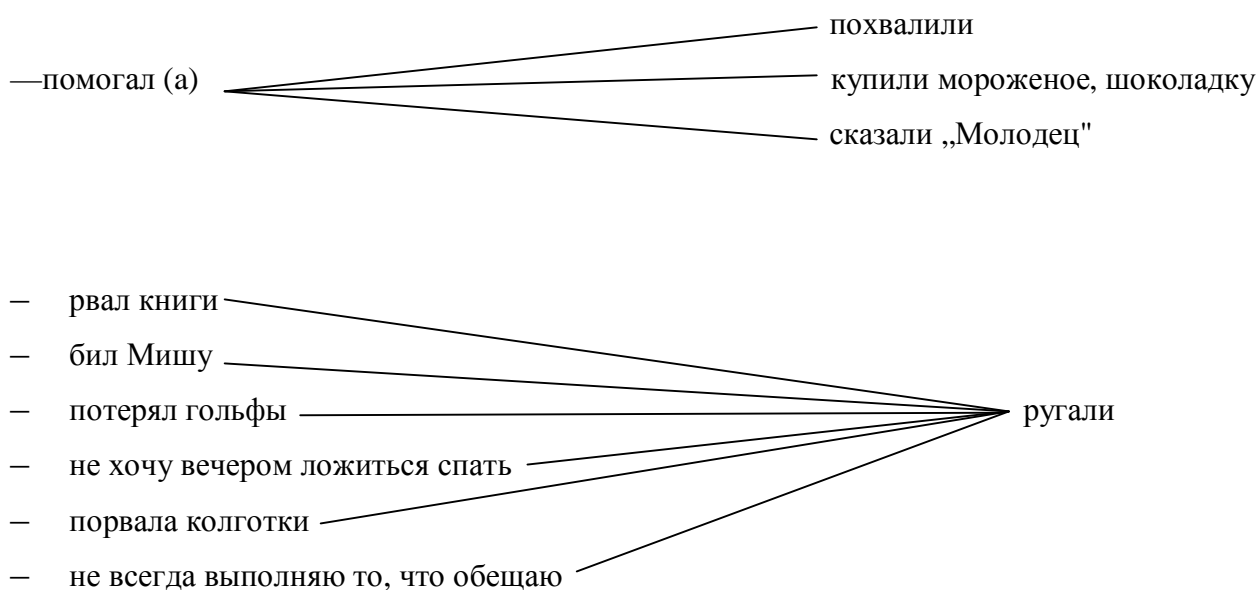 похвалили
—помогал (а)
купили мороженое, шоколадку
сказали „Молодец"
– рвал книги
– бил Мишу
– потерял гольфы
ругали
– не хочу вечером ложиться спать
– порвала колготки
– не всегда выполняю то, что обещаю